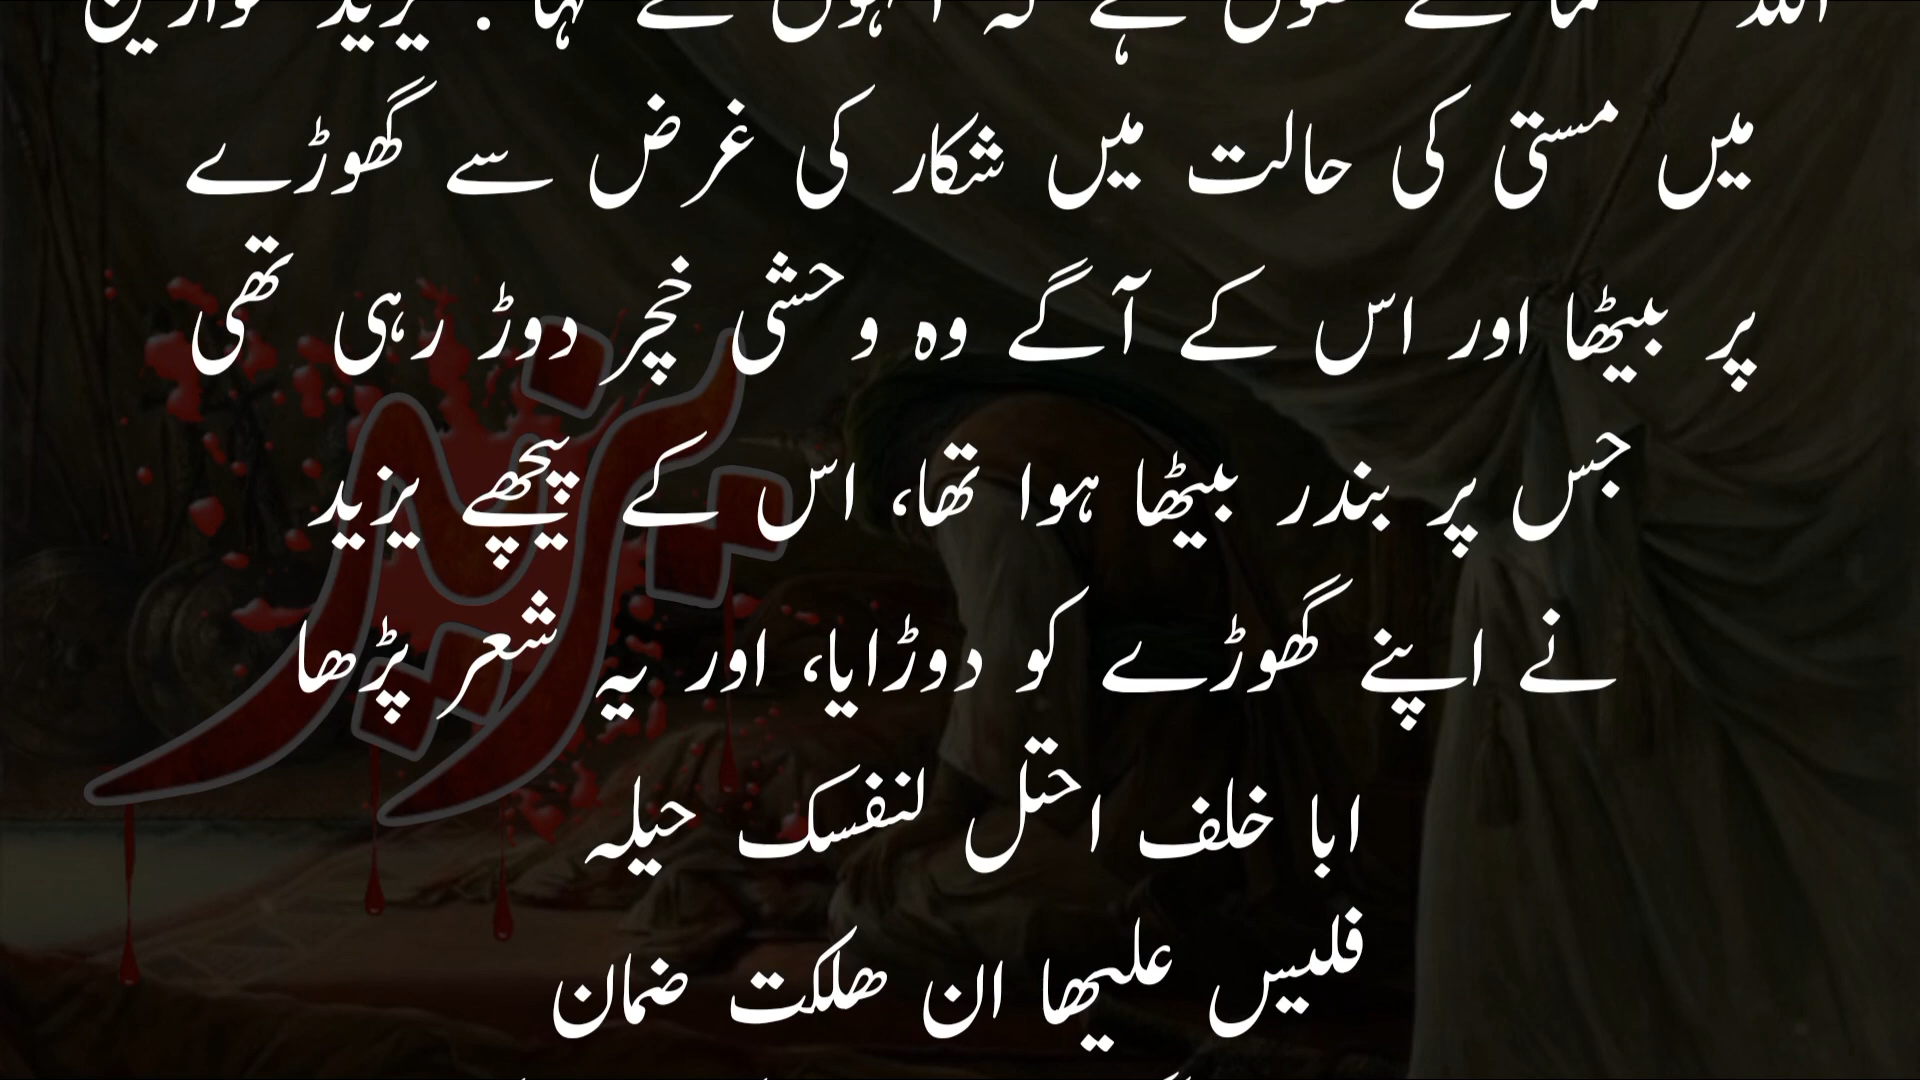 میں مستی کی حالت میں شکار کی غرض سے گھوڑے
پر بیٹھا اور اس کے آگے وہ وحشی خچر دوڑ رہی تھی
جس پر بندر بیٹھا ہوا تھا، اس کے پیچھے یزید
نے اپنے گھوڑے کو دوڑایا، اور یہ شعر پڑھا
ابا خلف احتل لنفسک حیلہ
فلیس علیھا ان ھلکت ضمان
یزید